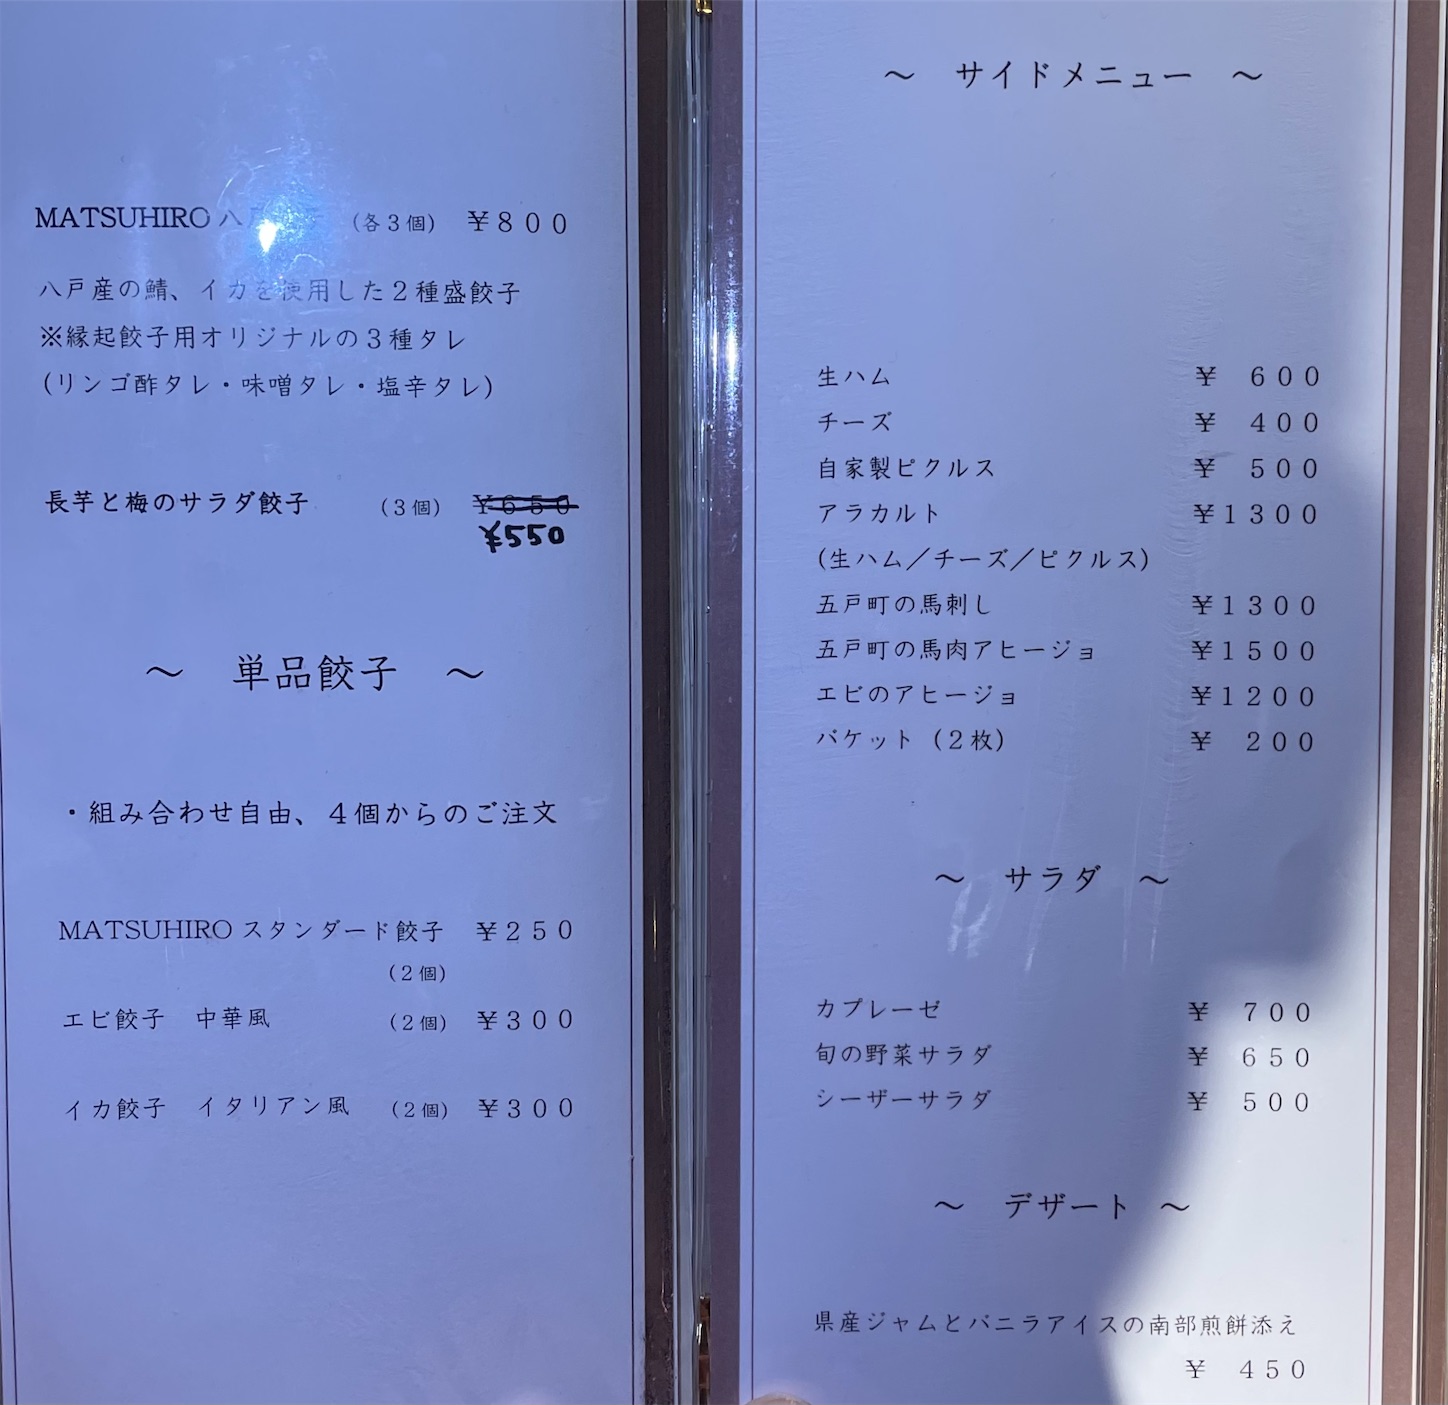 MATSUHIRO 八戸 (各3個) ¥800
八戸産の鯖、イカを使用した2種盛餃子
※縁起餃子用オリジナルの3種タレ
(リンゴ酢タレ・味噌タレ・塩辛タレ)
長芋と梅のサラダ餃子 (3個) ¥650
¥550
～ 単品餃子 ～
・組み合わせ自由、4個からのご注文
MATSUHIRO スタンダード餃子 ¥250
(2個)
エビ餃子 中華風 (2個) ¥300
イカ餃子 イタリアン風 (2個) ¥300
～ サイドメニュー ～
生ハム ¥ 600
チーズ ¥ 400
自家製ピクルス ¥ 500
アラカルト ¥1300
(生ハム／チーズ／ピクルス)
五戸町の馬刺し ¥1300
五戸町の馬肉アヒージョ ¥1500
エビのアヒージョ ¥1200
バケット (2枚) ¥ 200
～ サラダ ～
カプレーゼ ¥ 700
旬の野菜サラダ ¥ 650
シーザーサラダ ¥ 500
～ デザート ～
県産ジャムとバニラアイスの南部煎餅添え
¥ 450